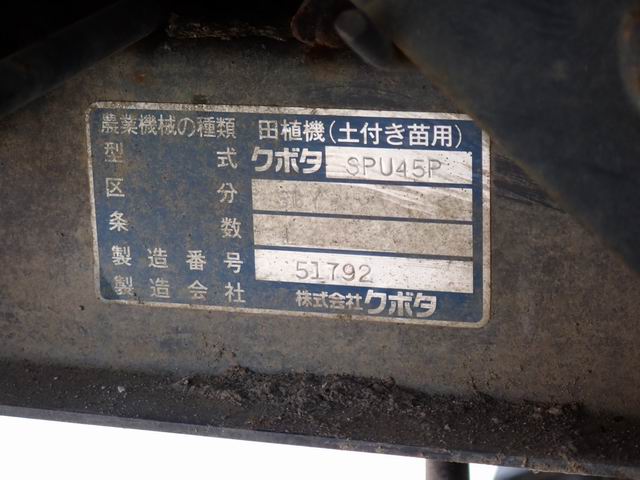 農業機械の種類 田植機(土付き苗用)
型式 クボタ SPU45P
区分
条数
製造番号 51792
製造会社 株式会社クボタ